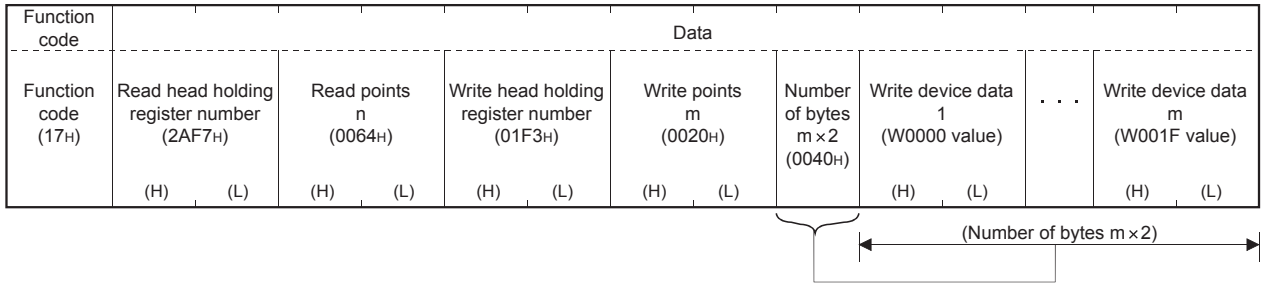 Function
code
Data
Function
code
(17H)
Read head holding
register number
(2AF7H)
(H) (L)
Read points
n
(0064H)
(H) (L)
Write head holding
register number
(01F3H)
(H) (L)
Write points
m
(0020H)
(H) (L)
Number
of bytes
m×2
(0040H)
Write device data
1
(W0000 value)
(H) (L)
· · ·
Write device data
m
(W001F value)
(H) (L)
(Number of bytes m×2)